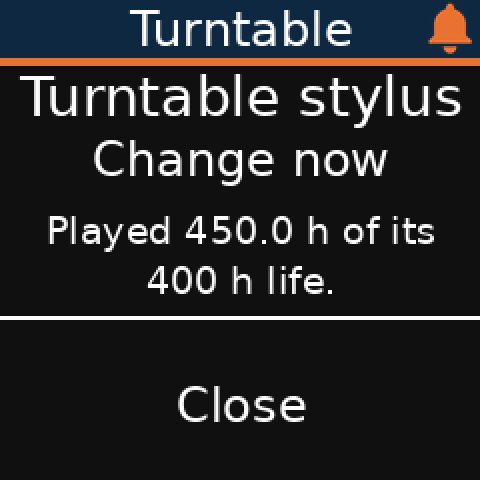 Turntable
Turntable stylus
Change now
Played 450.0 h of its
400 h life.
Close